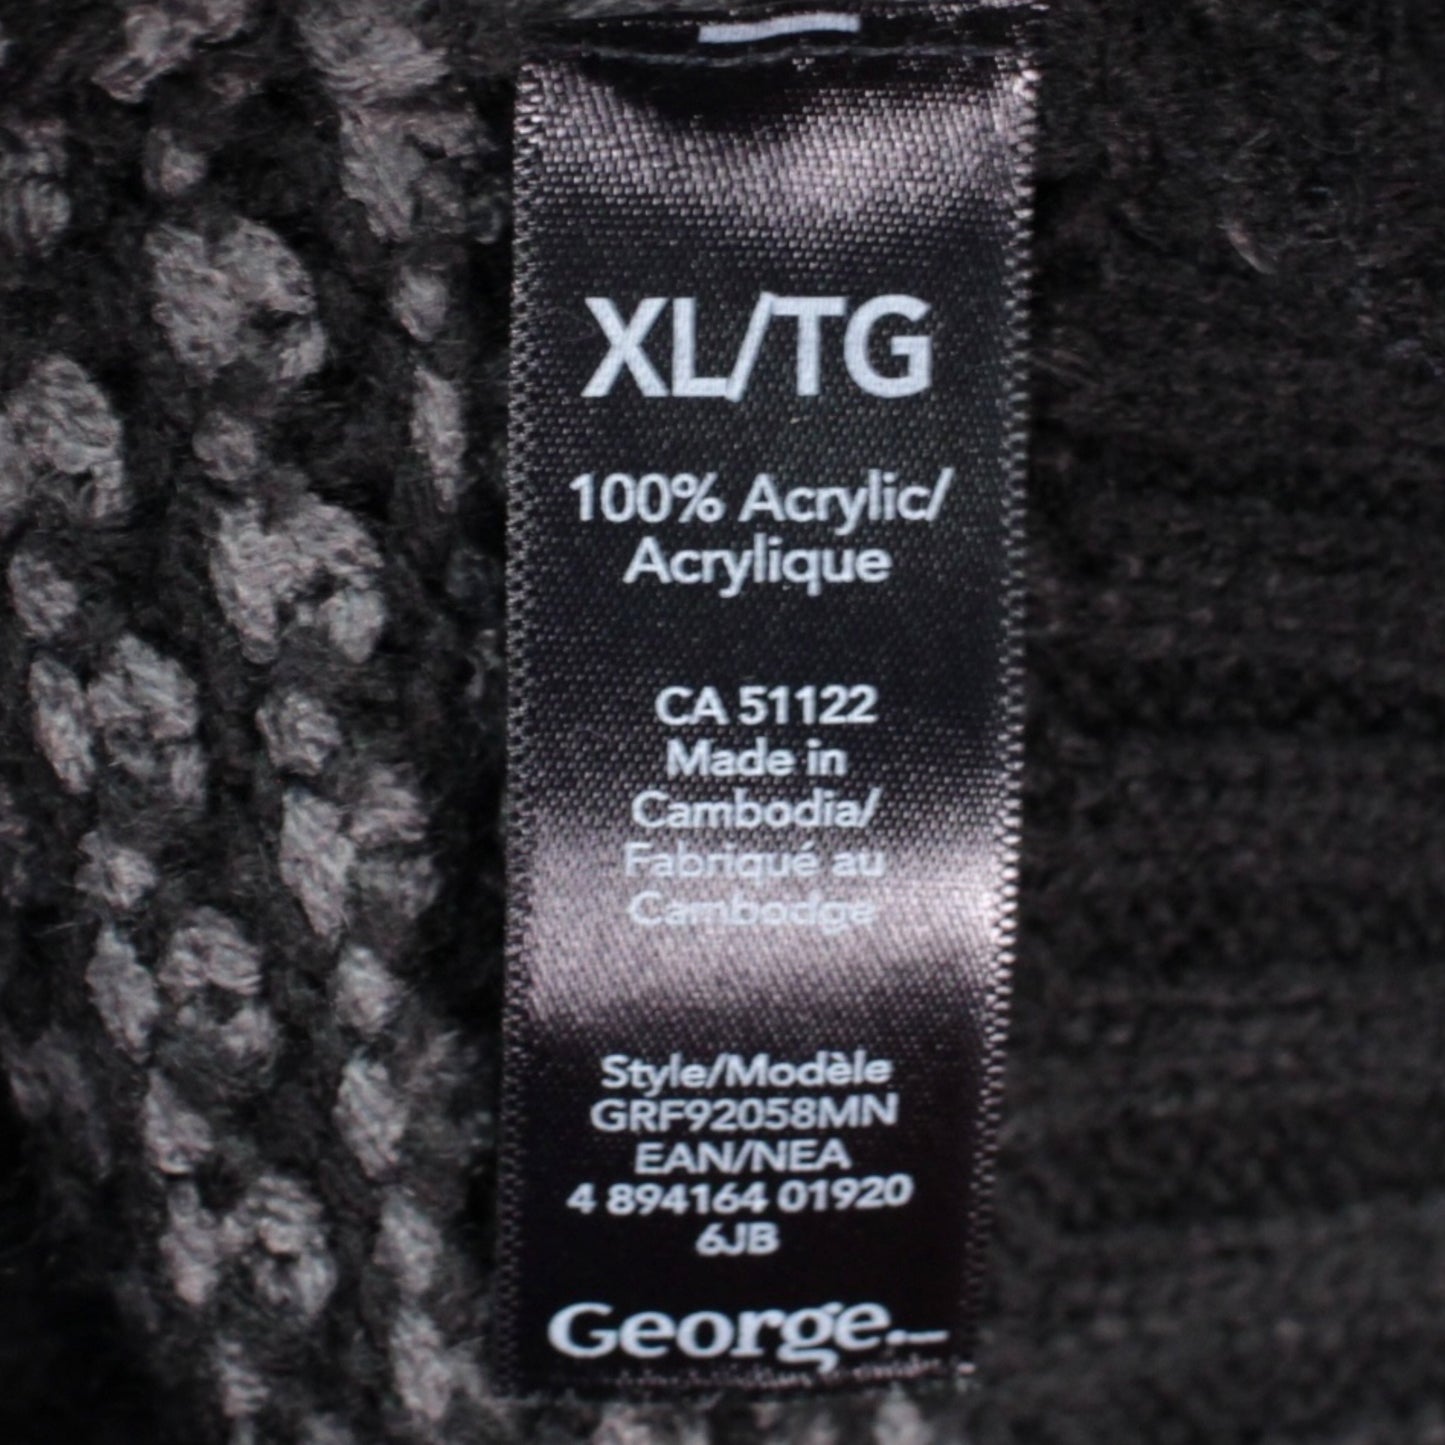 XL/TG
100% Acrylic/
Acrylique
CA 51122
Made in
Cambodia/
Fabriqué au
Cambodge
Style/Modèle
GRF92058MN
EAN/NEA
4 894164 01920
6JB
George